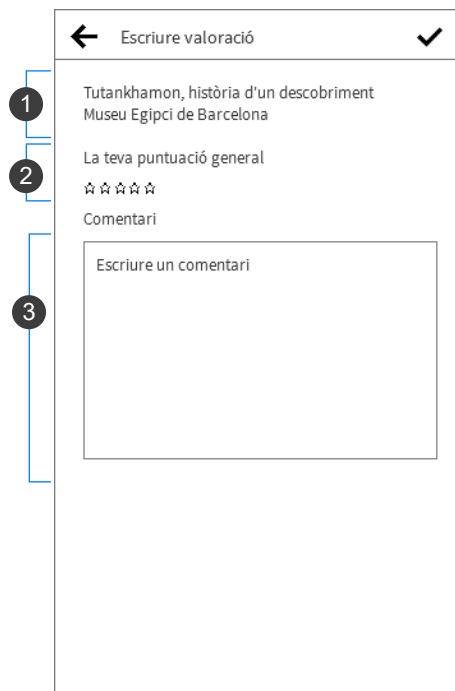 Escriure valoració
1
Tutankhamon, història d'un descobriment
Museu Egipci de Barcelona
2
La teva puntuació general
Comentari
3
Escriure un comentari